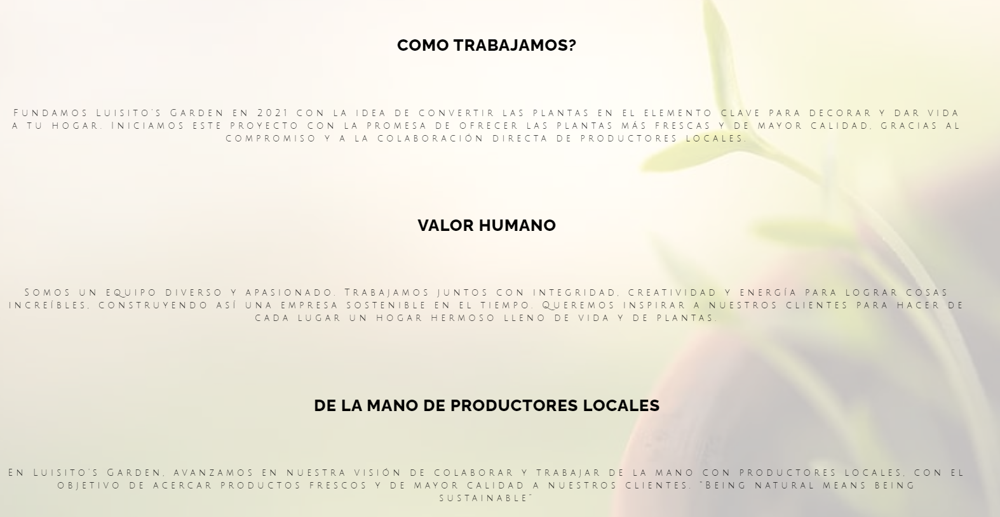 COMO TRABAJAMOS?
Fundamos Luisito's Garden en 2021 con la idea de convertir las plantas en el elemento clave para decorar y dar vida
a tu hogar. Iniciamos este proyecto con la promesa de ofrecer las plantas más frescas y de mayor calidad, gracias al
compromiso y a la colaboración directa de productores locales.
VALOR HUMANO
Somos un equipo diverso y apasionado. Trabajamos juntos con integridad, creatividad y energía para lograr cosas
increíbles, construyendo así una empresa sostenible en el tiempo. Queremos inspirar a nuestros clientes para hacer de
cada lugar un hogar hermoso lleno de vida y de plantas.
DE LA MANO DE PRODUCTORES LOCALES
En Luisito's Garden, avanzamos en nuestra visión de colaborar y trabajar de la mano con productores locales, con el
objetivo de acercar productos frescos y de mayor calidad a nuestros clientes. "Being natural means being
sustainable"